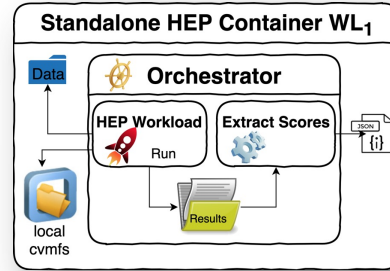 Standalone HEP Container WL₁
Data
Orchestrator
HEP Workload
Run
Extract Scores
JSON
{i}
local
cvmfs
Results